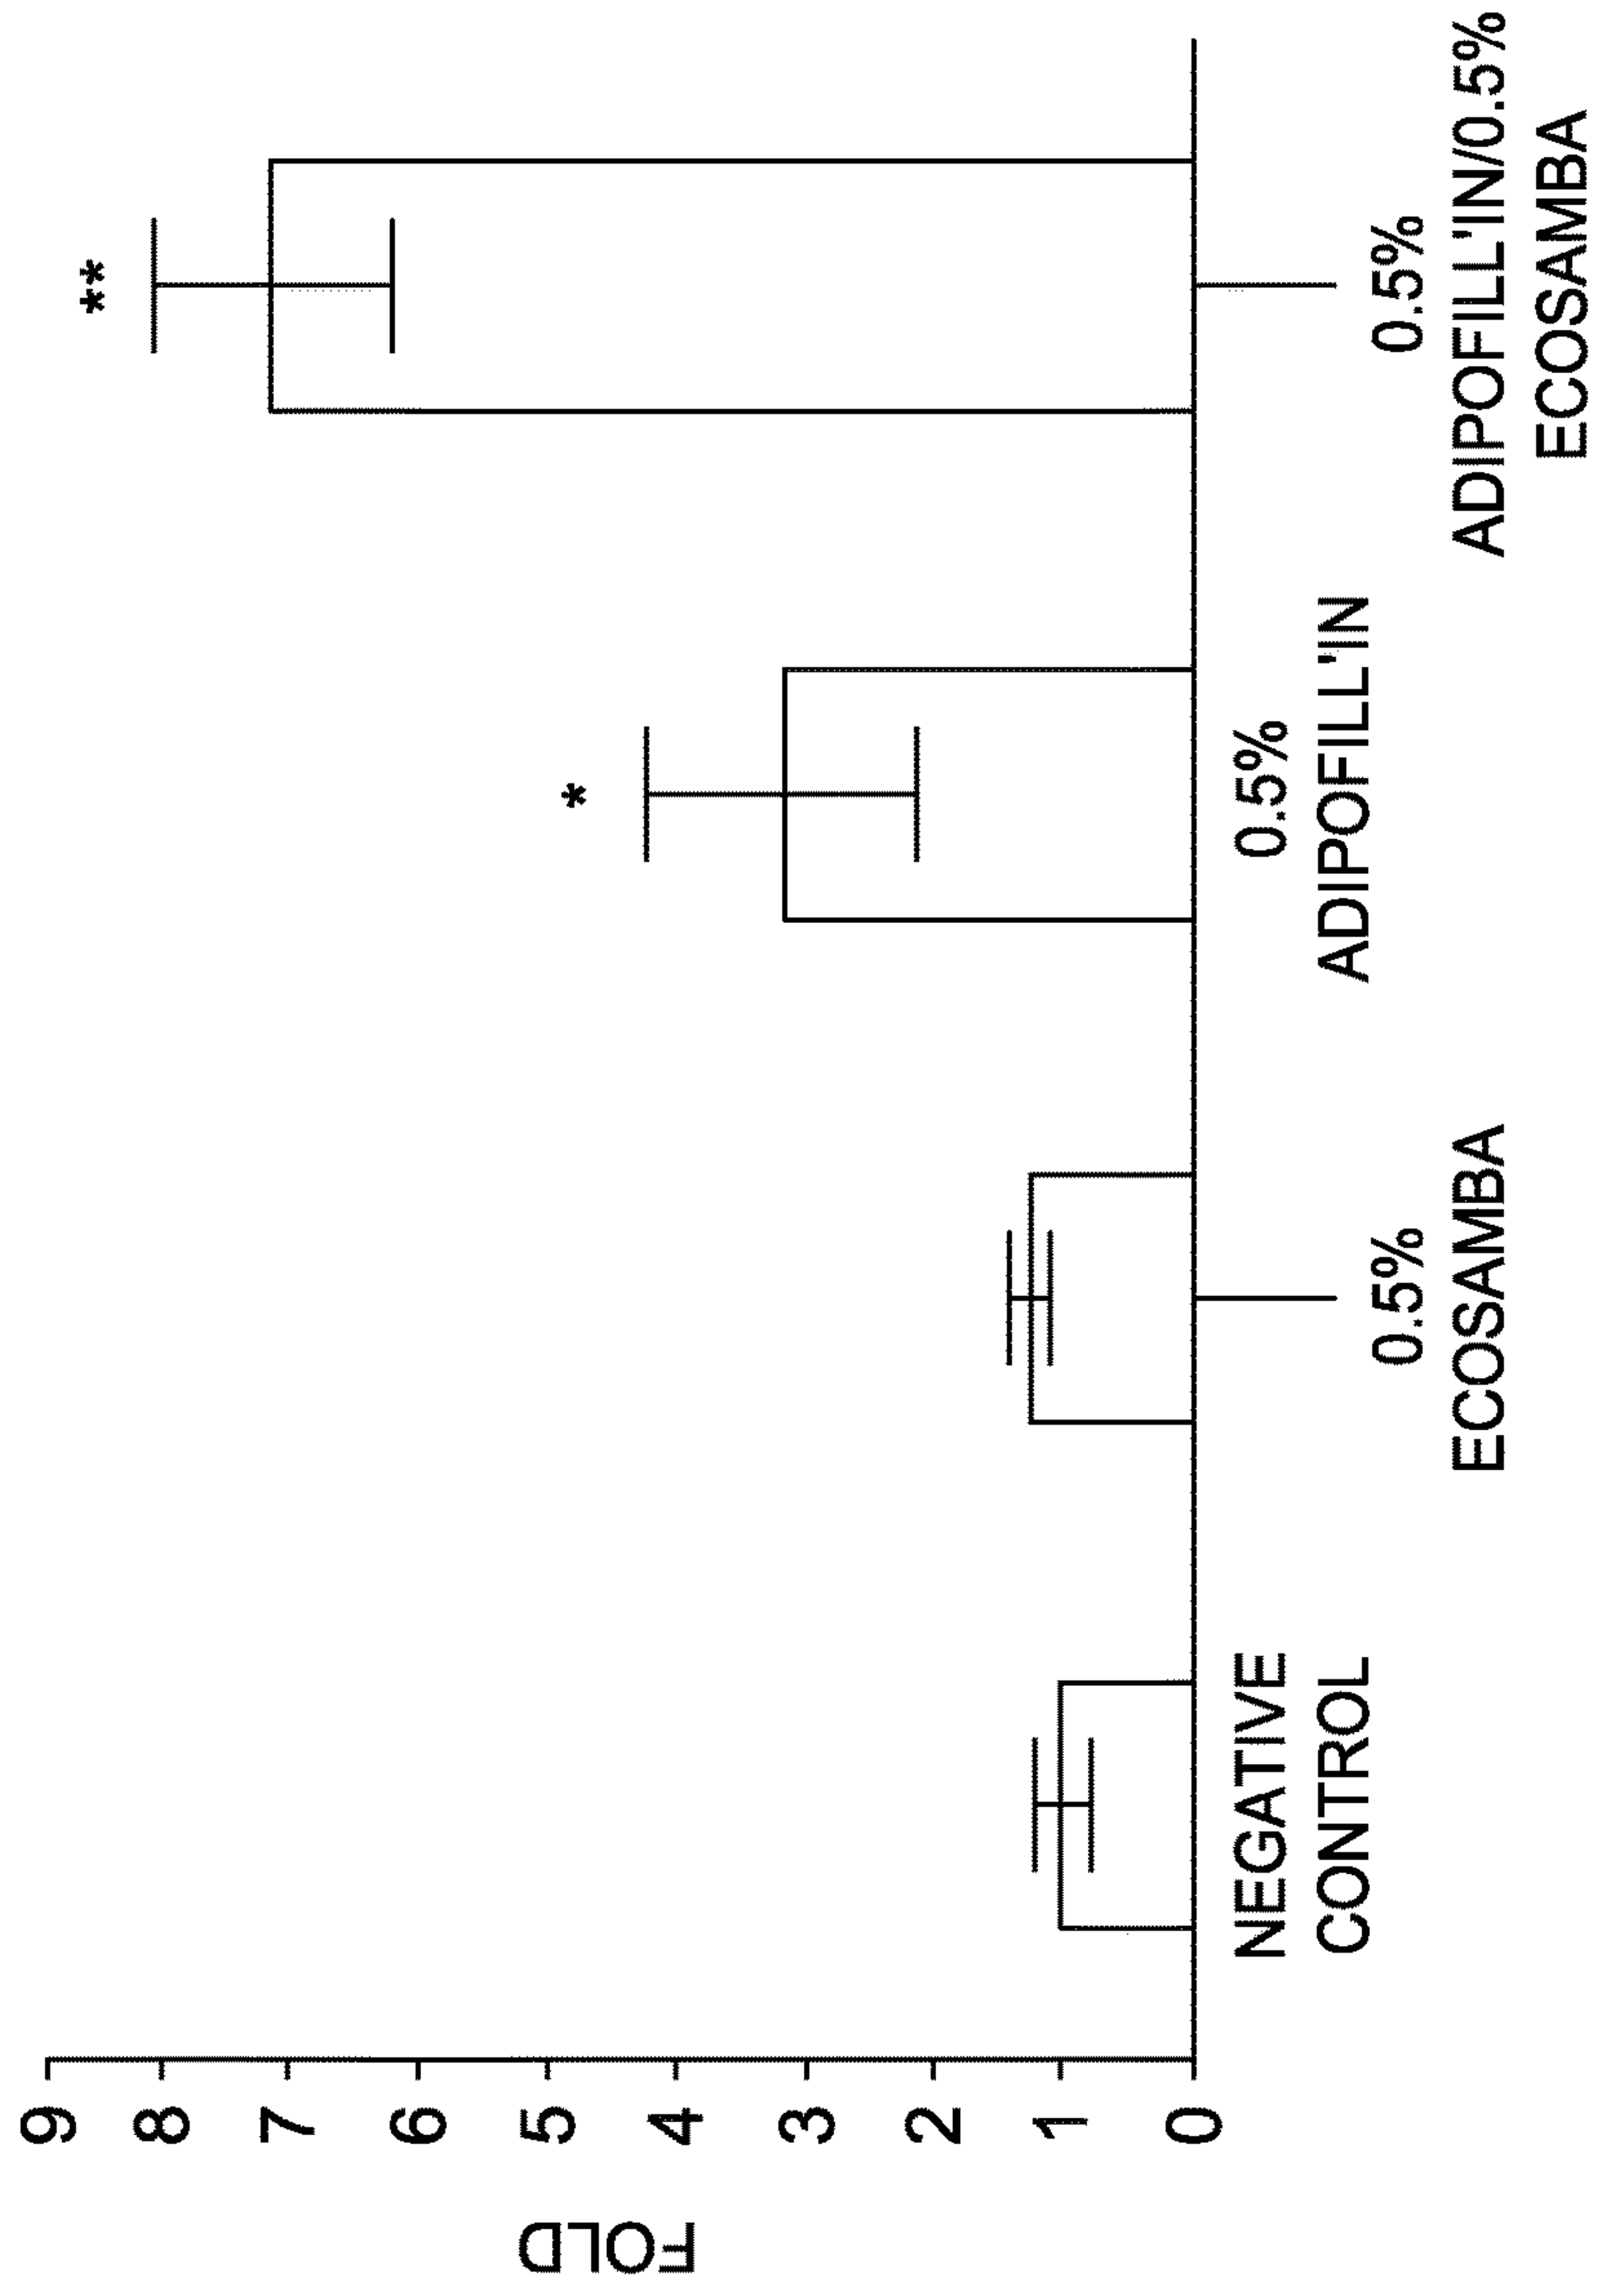 FOLD
9
8
7
6
5
4
3
2
1
0
**
*
NEGATIVE
CONTROL
0.5%
ECOSAMBA
0.5%
ADIPOFILL'IN
0.5%
ADIPOFILL'IN/0.5%
ECOSAMBA